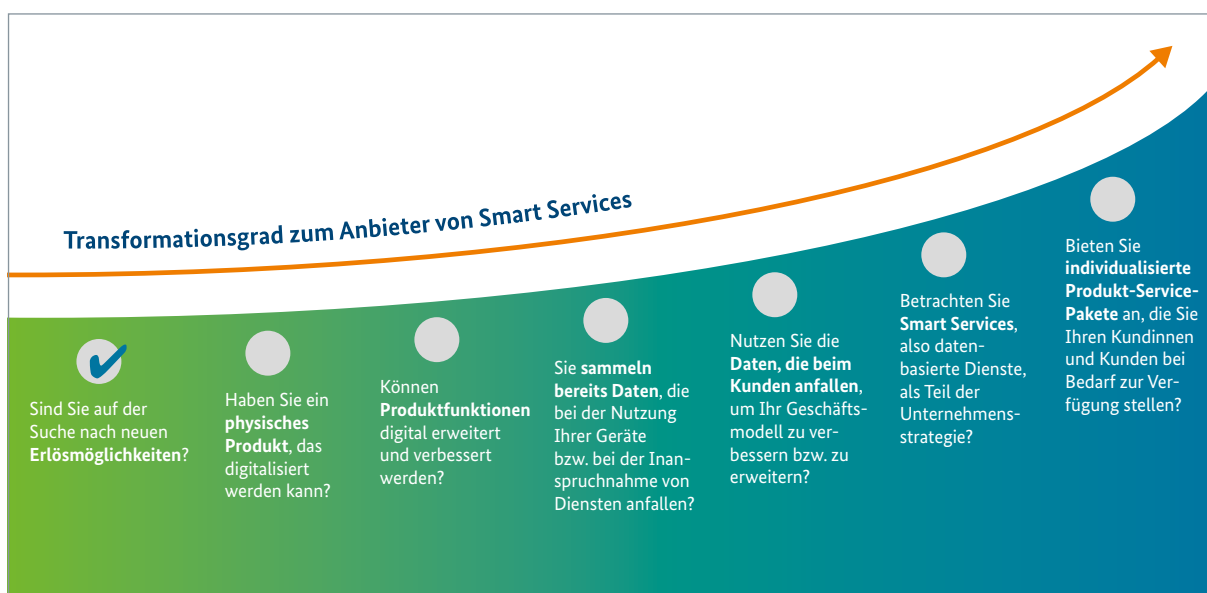 Transformationsgrad zum Anbieter von Smart Services
Sind Sie auf der
Suche nach neuen
Erlösmöglichkeiten?
Haben Sie ein
physisches
Produkt, das
digitalisiert
werden kann?
Können
Produktfunktionen
digital erweitert
und verbessert
werden?
Sie sammeln
bereits Daten, die
bei der Nutzung
Ihrer Geräte
bzw. bei der Inan-
spruchnahme von
Diensten anfallen?
Nutzen Sie die
Daten, die beim
Kunden anfallen,
um Ihr Geschäfts-
modell zu ver-
bessern bzw. zu
erweitern?
Betrachten Sie
Smart Services,
also daten-
basierte Dienste,
als Teil der
Unternehmens-
strategie?
Bieten Sie
individualisierte
Produkt-Service-
Pakete an, die Sie
Ihren Kundinnen
und Kunden bei
Bedarf zur Ver-
fügung stellen?